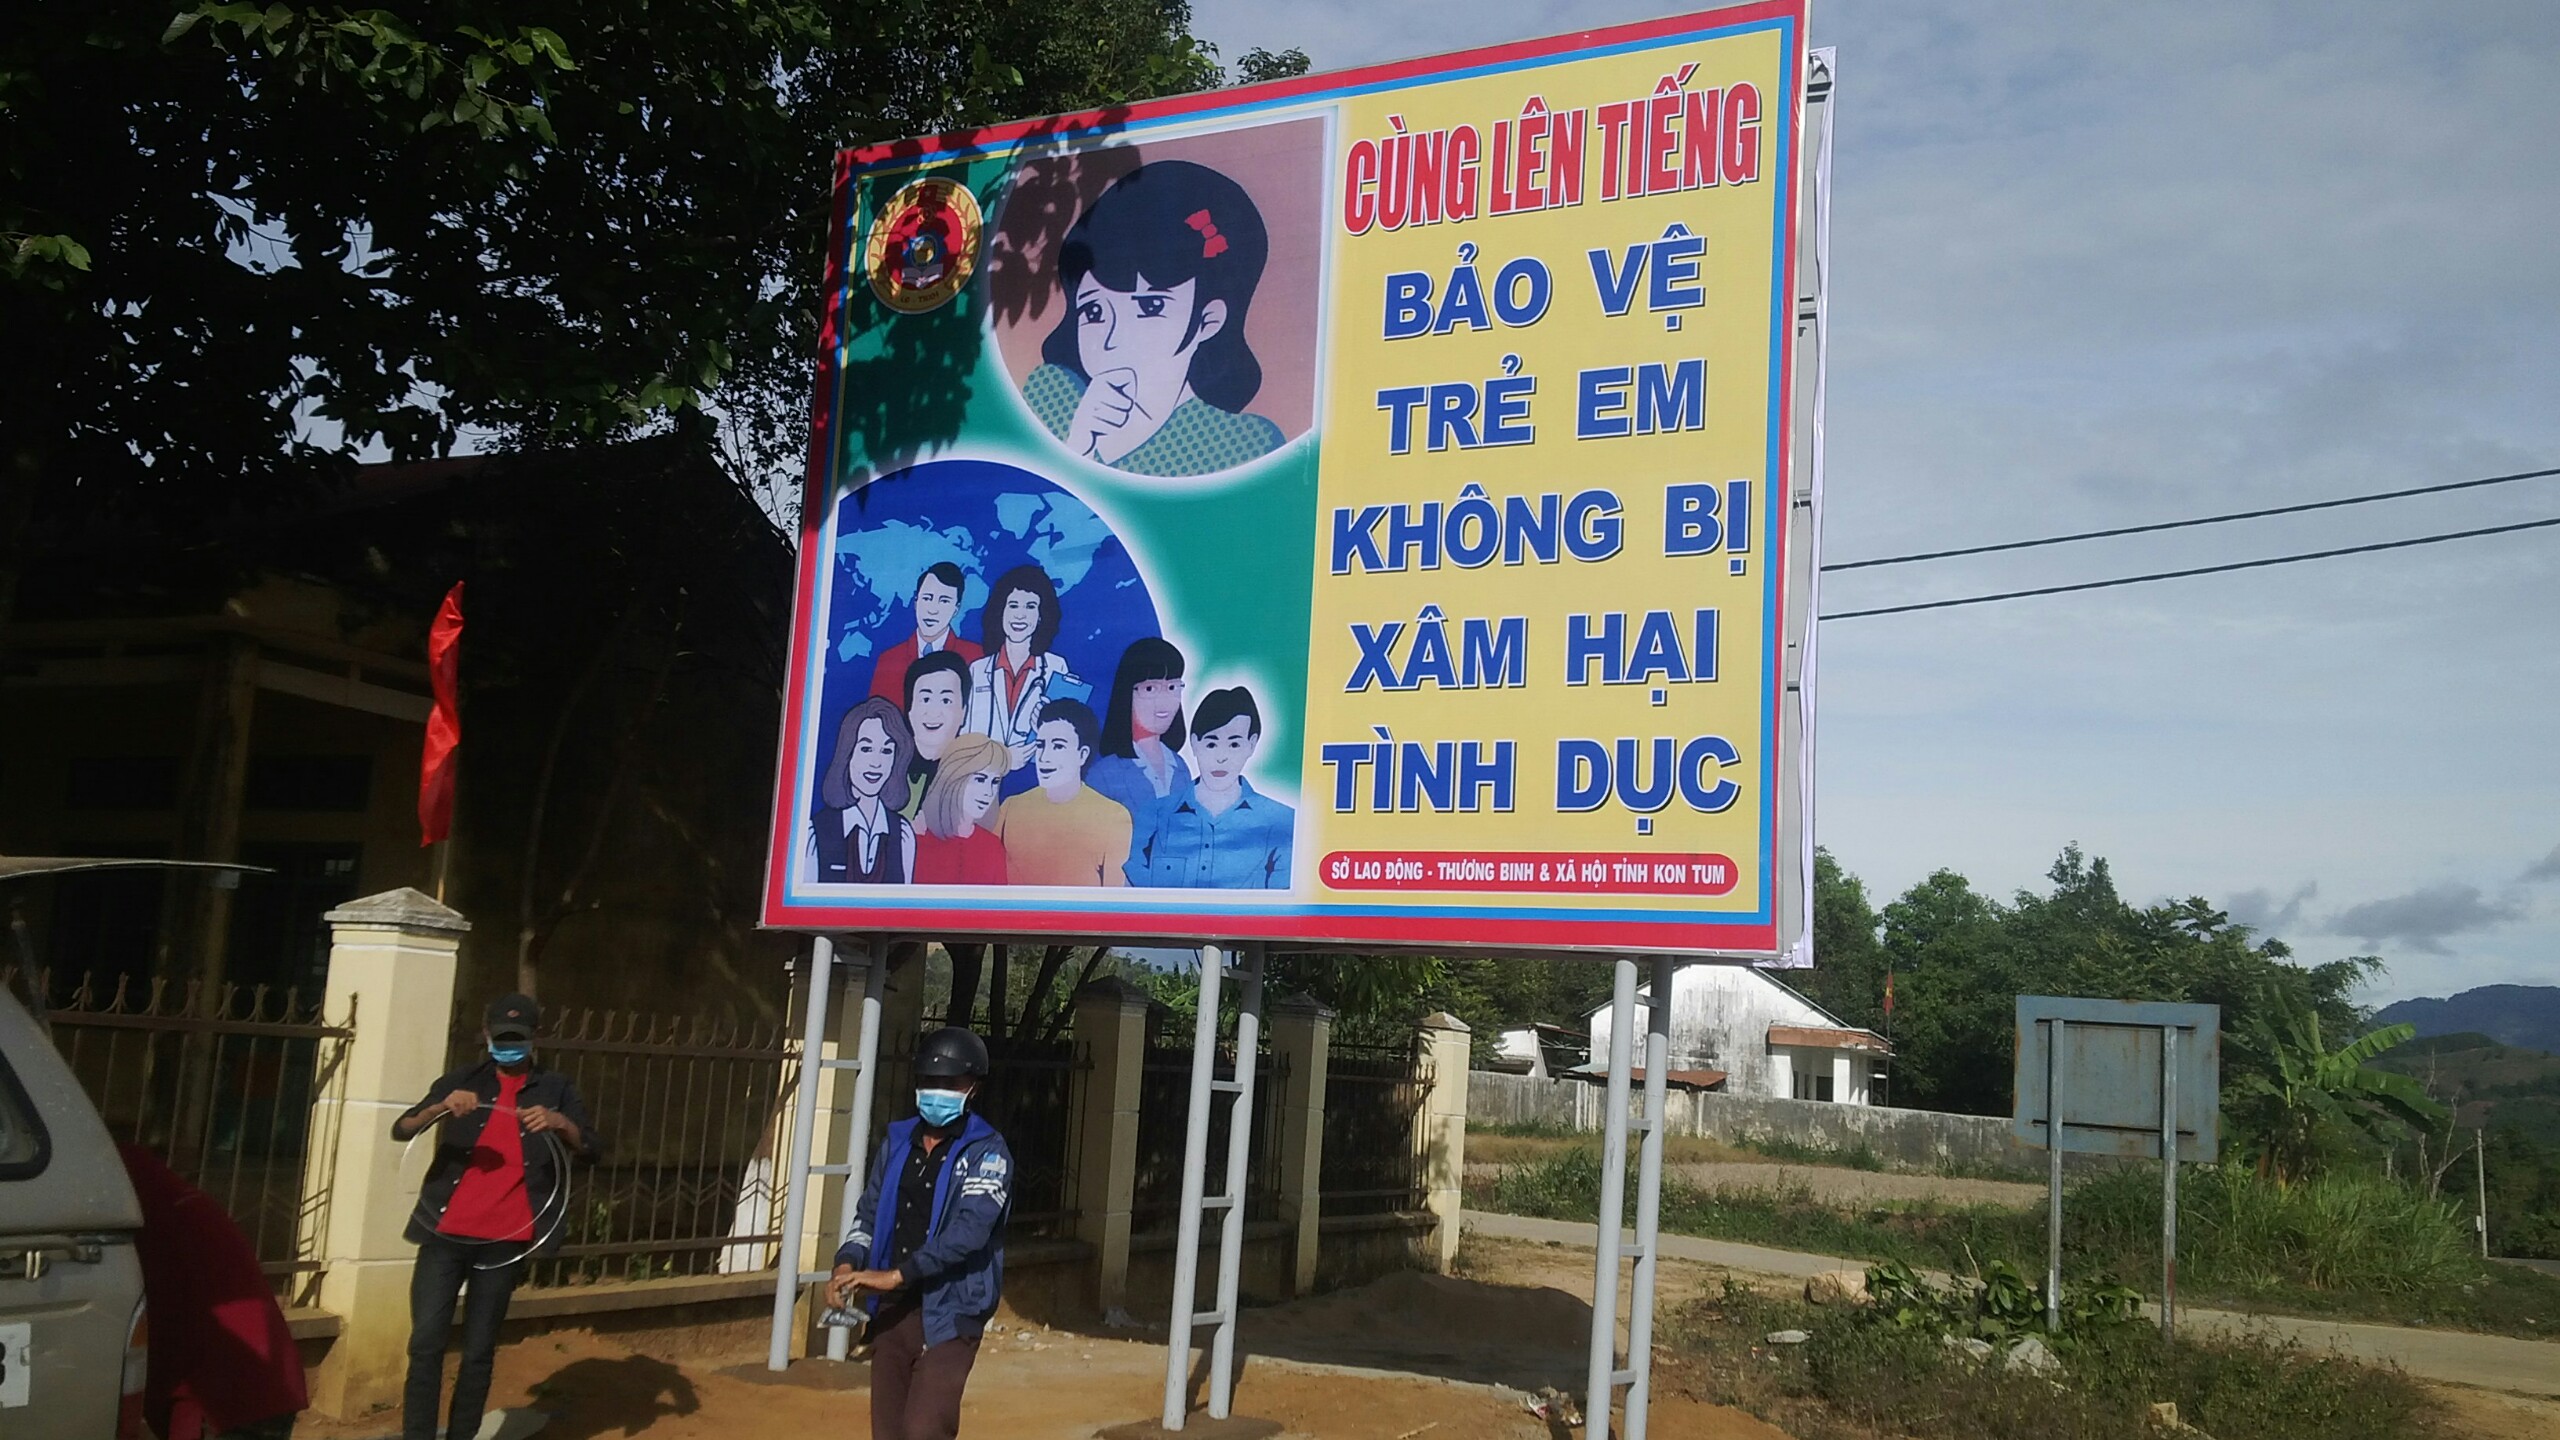 CÙNG LÊN TIẾNG
BẢO VỆ
TRẺ EM
KHÔNG BỊ
XÂM HẠI
TÌNH DỤC
SỞ LAO ĐỘNG - THƯƠNG BINH & XÃ HỘI TỈNH KON TUM